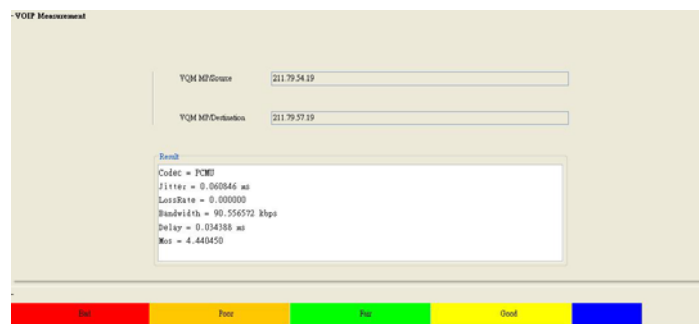 - VOIP Measurement
VQM MP/Source
211.79.54.19
VQM MP/Destination
211.79.57.19
Result
Codec = PCMU
Jitter = 0.060846 ms
LossRate = 0.000000
Bandwidth = 90.556572 kbps
Delay = 0.034388 ms
Mos = 4.440450
Bad
Poor
Fair
Good